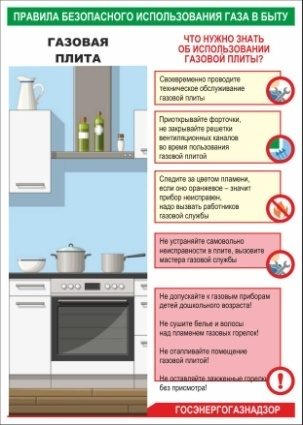 ПРАВИЛА БЕЗОПАСНОГО ИСПОЛЬЗОВАНИЯ ГАЗА В БЫТУ
ГАЗОВАЯ
ПЛИТА
ЧТО НУЖНО ЗНАТЬ
ОБ ИСПОЛЬЗОВАНИИ
ГАЗОВОЙ ПЛИТЫ?
Своевременно проводите
техническое обслуживание
газовой плиты
Приоткрывайте форточки,
не закрывайте решетки
вентиляционных каналов
во время пользования
газовой плитой
Следите за цветом пламени,
если оно оранжевое – значит
прибор неисправен,
надо вызвать работников
газовой службы
Не устраняйте самовольно
неисправности в плите, вызовите
мастера газовой службы
Не допускайте к газовым приборам
детей дошкольного возраста!
Не сушите белье и волосы
над пламенем газовых горелок!
Не отапливайте помещение
газовой плитой!
Не оставляйте зажженные горелки
без присмотра!
ГОСЭНЕРГОГАЗНАДЗОР